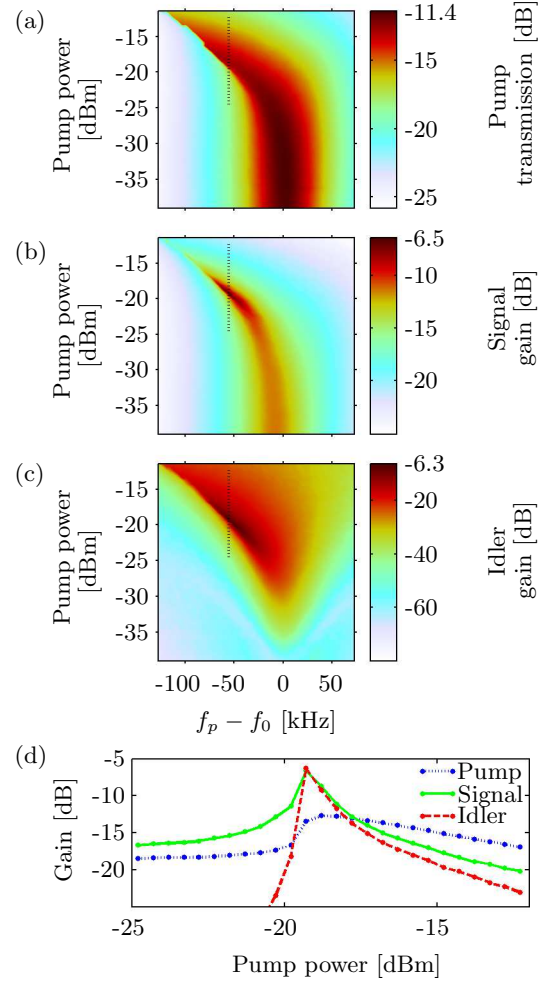 (a)
Pump power
[dBm]
-15
-20
-25
-30
-35
-11.4
-15
-20
-25
Pump
transmission [dB]
(b)
Pump power
[dBm]
-15
-20
-25
-30
-35
-6.5
-10
-15
-20
Signal
gain [dB]
(c)
Pump power
[dBm]
-15
-20
-25
-30
-35
-100
-50
0
50
f_p − f_0 [kHz]
-6.3
-20
-40
-60
Idler
gain [dB]
(d)
Gain [dB]
-5
-10
-15
-20
Pump
Signal
Idler
-25
-20
-15
Pump power [dBm]